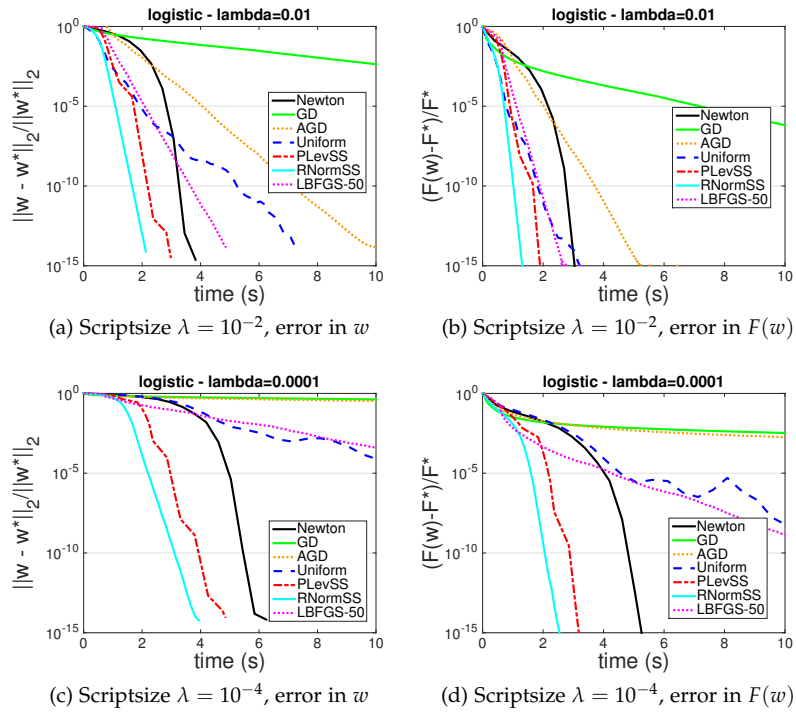 logistic - lambda=0.01
||w - w*||_2/||w*||_2
10^0
10^-5
10^-10
10^-15
0 2 4 6 8 10
time (s)
Newton
GD
AGD
Uniform
PLevSS
RNormSS
LBFGS-50
(a) Scriptsize λ = 10^−2, error in w
logistic - lambda=0.01
(F(w)-F*)/F*
10^0
10^-5
10^-10
10^-15
0 2 4 6 8 10
time (s)
Newton
GD
AGD
Uniform
PLevSS
RNormSS
LBFGS-50
(b) Scriptsize λ = 10^−2, error in F(w)
logistic - lambda=0.0001
||w - w*||_2/||w*||_2
10^0
10^-5
10^-10
10^-15
0 2 4 6 8 10
time (s)
Newton
GD
AGD
Uniform
PLevSS
RNormSS
LBFGS-50
(c) Scriptsize λ = 10^−4, error in w
logistic - lambda=0.0001
(F(w)-F*)/F*
10^0
10^-5
10^-10
10^-15
0 2 4 6 8 10
time (s)
Newton
GD
AGD
Uniform
PLevSS
RNormSS
LBFGS-50
(d) Scriptsize λ = 10^−4, error in F(w)